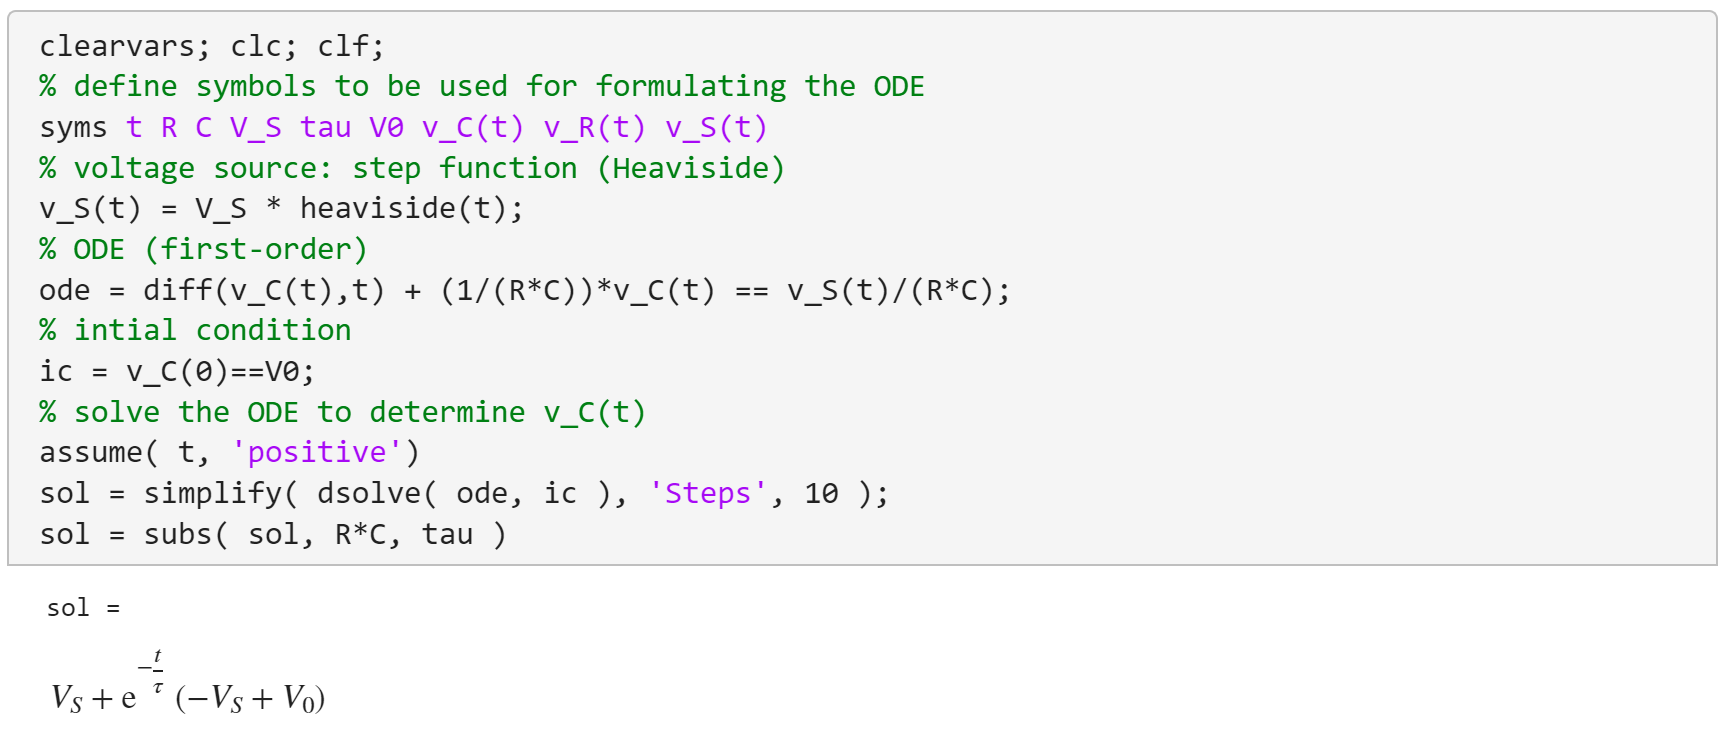 clearvars; clc; clf;
% define symbols to be used for formulating the ODE
syms t R C V_S tau V0 v_C(t) v_R(t) v_S(t)
% voltage source: step function (Heaviside)
v_S(t) = V_S * heaviside(t);
% ODE (first-order)
ode = diff(v_C(t),t) + (1/(R*C))*v_C(t) == v_S(t)/(R*C);
% intial condition
ic = v_C(0)==V0;
% solve the ODE to determine v_C(t)
assume( t, 'positive')
sol = simplify( dsolve( ode, ic ), 'Steps', 10 );
sol = subs( sol, R*C, tau )
sol =
V_S + e^{-\frac{t}{τ}} (−V_S + V_0)